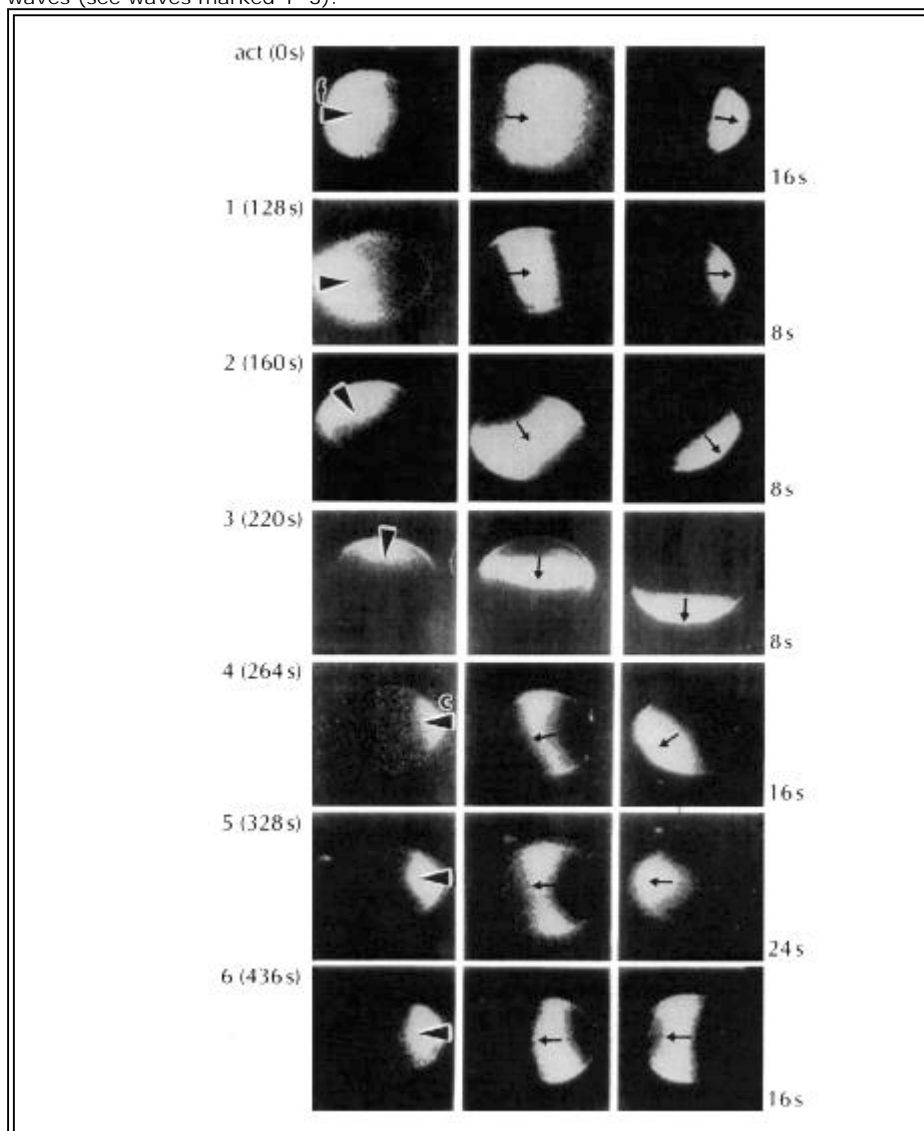 waves (see waves marked 1-3).
act (0s)
f
16s
1 (128s)
8s
2 (160s)
8s
3 (220s)
8s
4 (264s)
c
16s
5 (328s)
24s
6 (436s)
16s